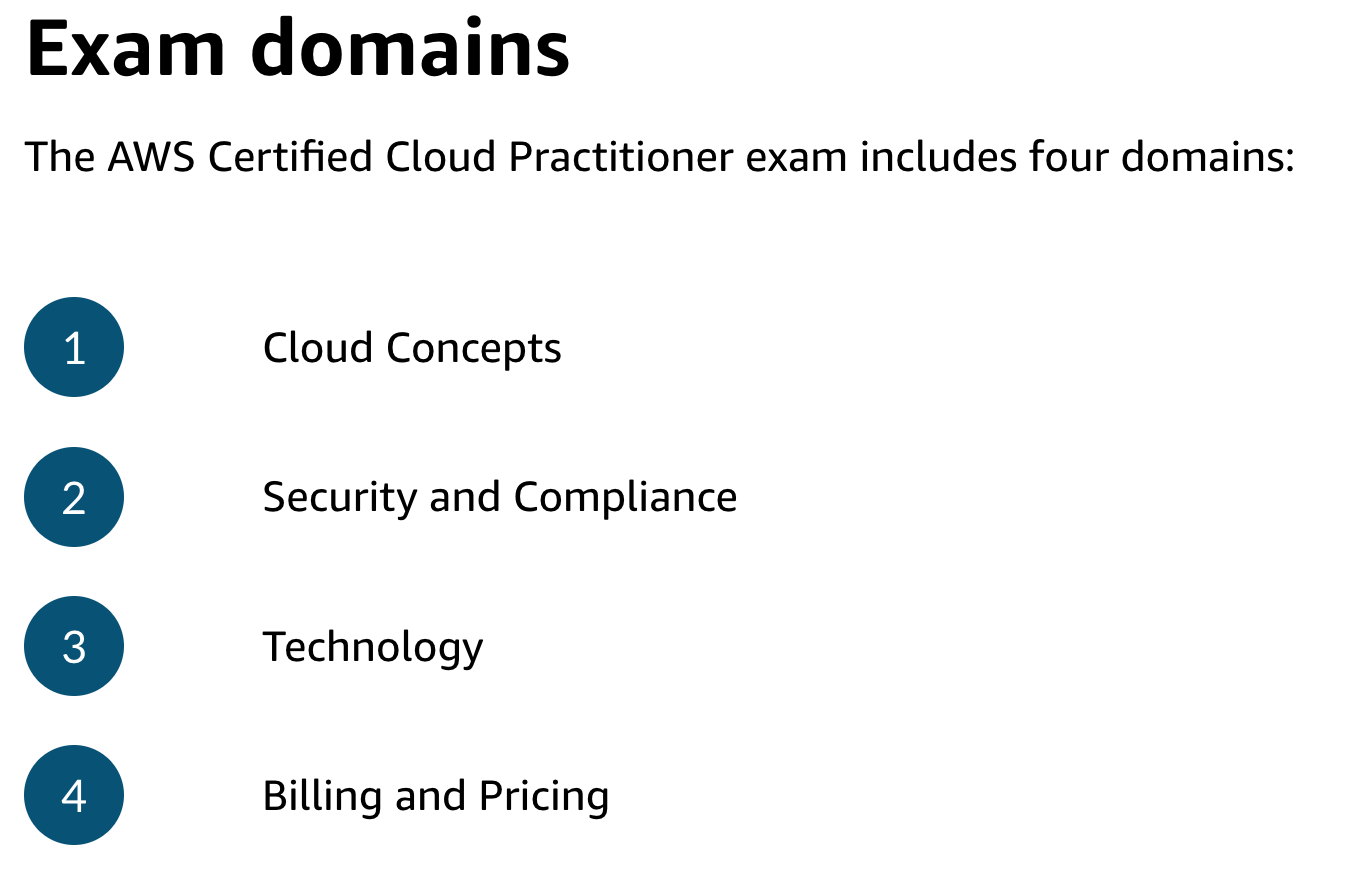 Exam domains
The AWS Certified Cloud Practitioner exam includes four domains:
1 Cloud Concepts
2 Security and Compliance
3 Technology
4 Billing and Pricing